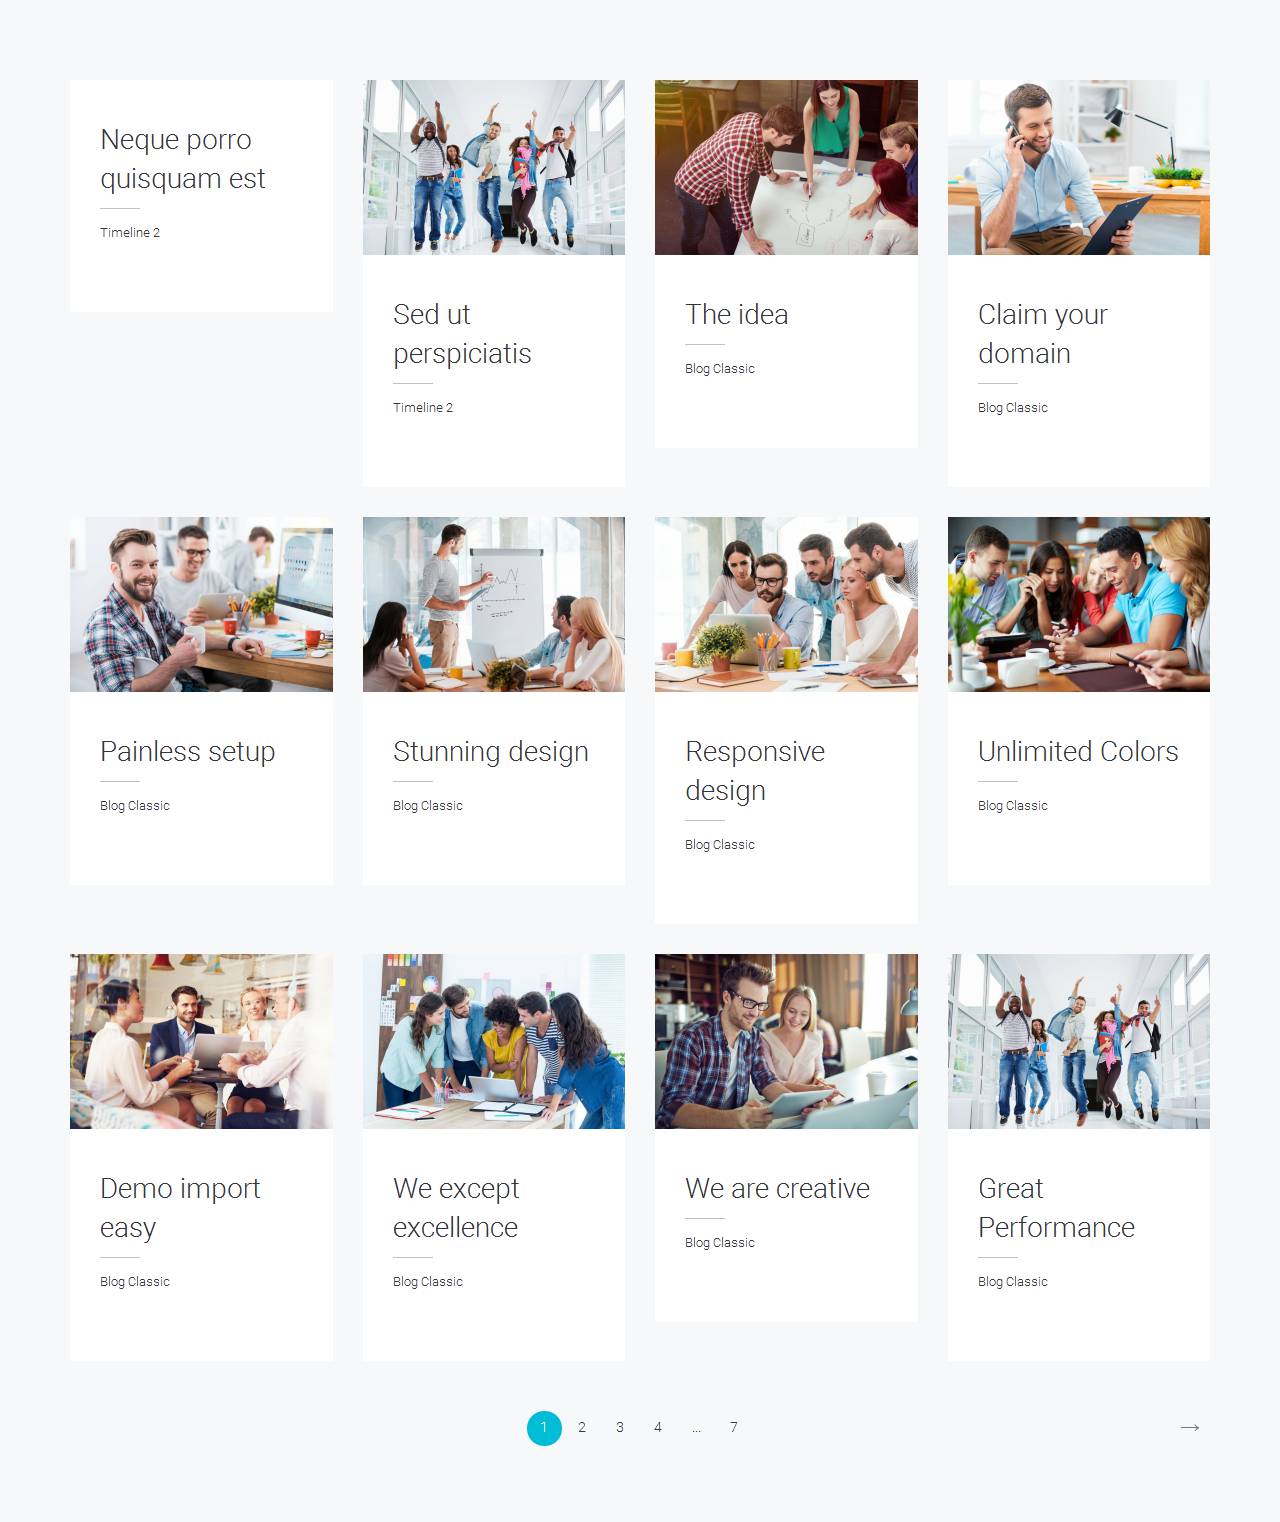 Neque porro
quisquam est
Timeline 2
Sed ut
perspiciatis
Timeline 2
The idea
Blog Classic
Claim your
domain
Blog Classic
Painless setup
Blog Classic
Stunning design
Blog Classic
Responsive
design
Blog Classic
Unlimited Colors
Blog Classic
Demo import
easy
Blog Classic
We except
excellence
Blog Classic
We are creative
Blog Classic
Great
Performance
Blog Classic
1 2 3 4 ... 7 →